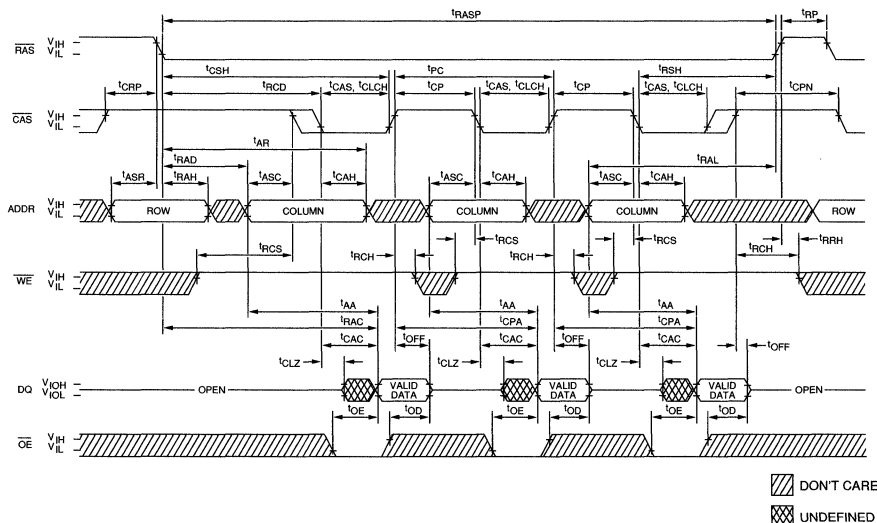 tRASP tRP
RAS VIH
VIL
tCSH tPC tRSH
tCRP tRCD tCAS, tCLCH tCP tCAS, tCLCH tCP tCAS, tCLCH tCPN
CAS VIH
VIL
tAR
tRAD tRAL
tASR tRAH tASC tCAH tASC tCAH tASC tCAH
ADDR VIH
VIL
ROW COLUMN COLUMN COLUMN ROW
tRCS tRCH tRCS tRCH tRCS tRCH tRRH
WE VIH
VIL
tAA tAA tAA
tRAC tCPA tCPA
tCAC tOFF tCAC tOFF tCAC tOFF
tCLZ tCLZ tCLZ
DQ VIOH
VIOL
OPEN VALID DATA VALID DATA VALID DATA OPEN
tOE tOD tOE tOD tOE tOD
OE VIH
VIL
DON'T CARE
UNDEFINED